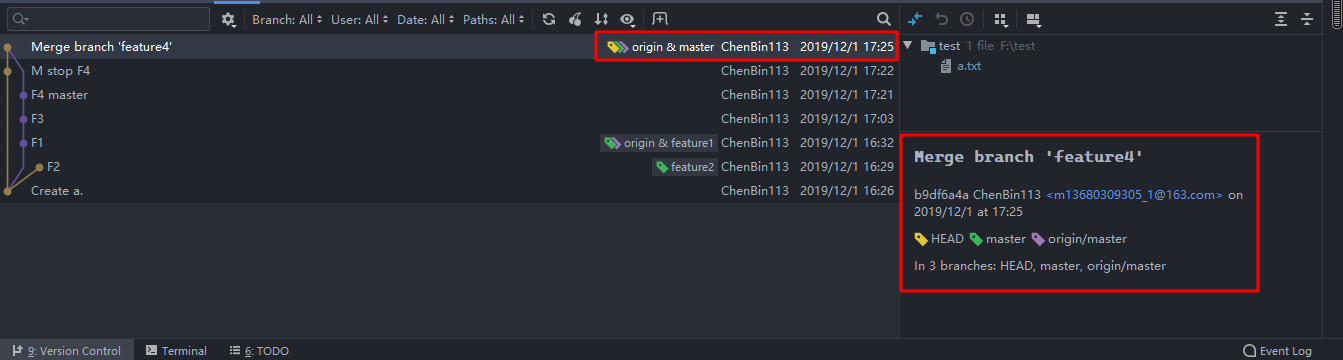 Branch: All User: All Date: All Paths: All
Merge branch 'feature4' origin & master ChenBin113 2019/12/1 17:25
M stop F4 ChenBin113 2019/12/1 17:22
F4 master ChenBin113 2019/12/1 17:21
F3 ChenBin113 2019/12/1 17:03
F1 origin & feature1 ChenBin113 2019/12/1 16:32
F2 feature2 ChenBin113 2019/12/1 16:29
Create a. ChenBin113 2019/12/1 16:26
test 1 file F:\test
a.txt
Merge branch 'feature4'
b9df6a4a ChenBin113 <m13680309305_1@163.com> on
2019/12/1 at 17:25
HEAD master origin/master
In 3 branches: HEAD, master, origin/master
9: Version Control Terminal 6: TODO Event Log